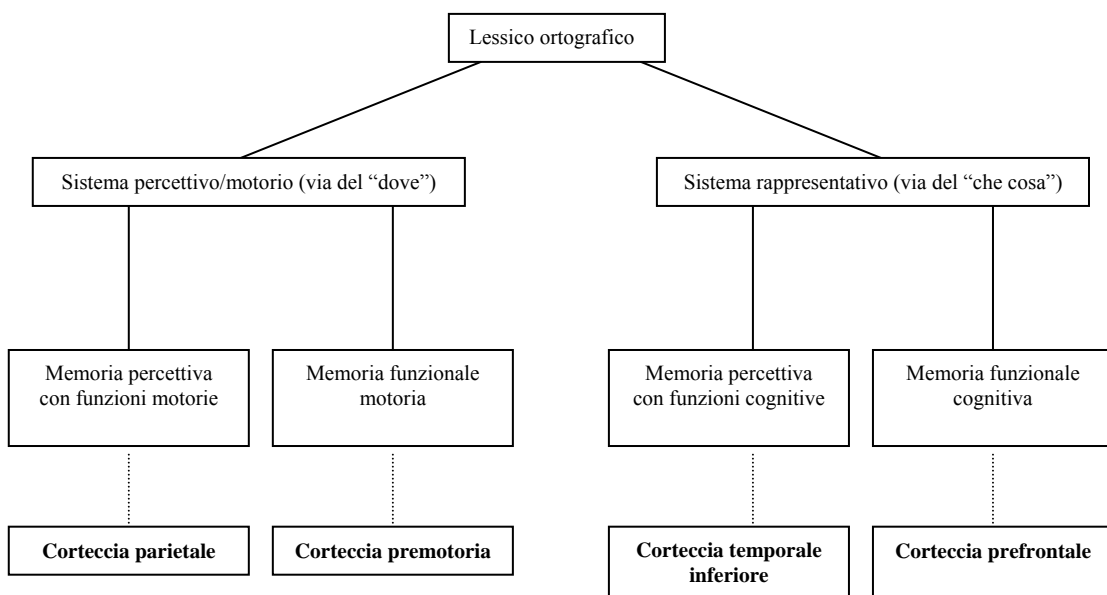 Lessico ortografico
Sistema percettivo/motorio (via del “dove”)
Sistema rappresentativo (via del “che cosa”)
Memoria percettiva
con funzioni motorie
Memoria funzionale
motoria
Memoria percettiva
con funzioni cognitive
Memoria funzionale
cognitiva
Corteccia parietale
Corteccia premotoria
Corteccia temporale
inferiore
Corteccia prefrontale